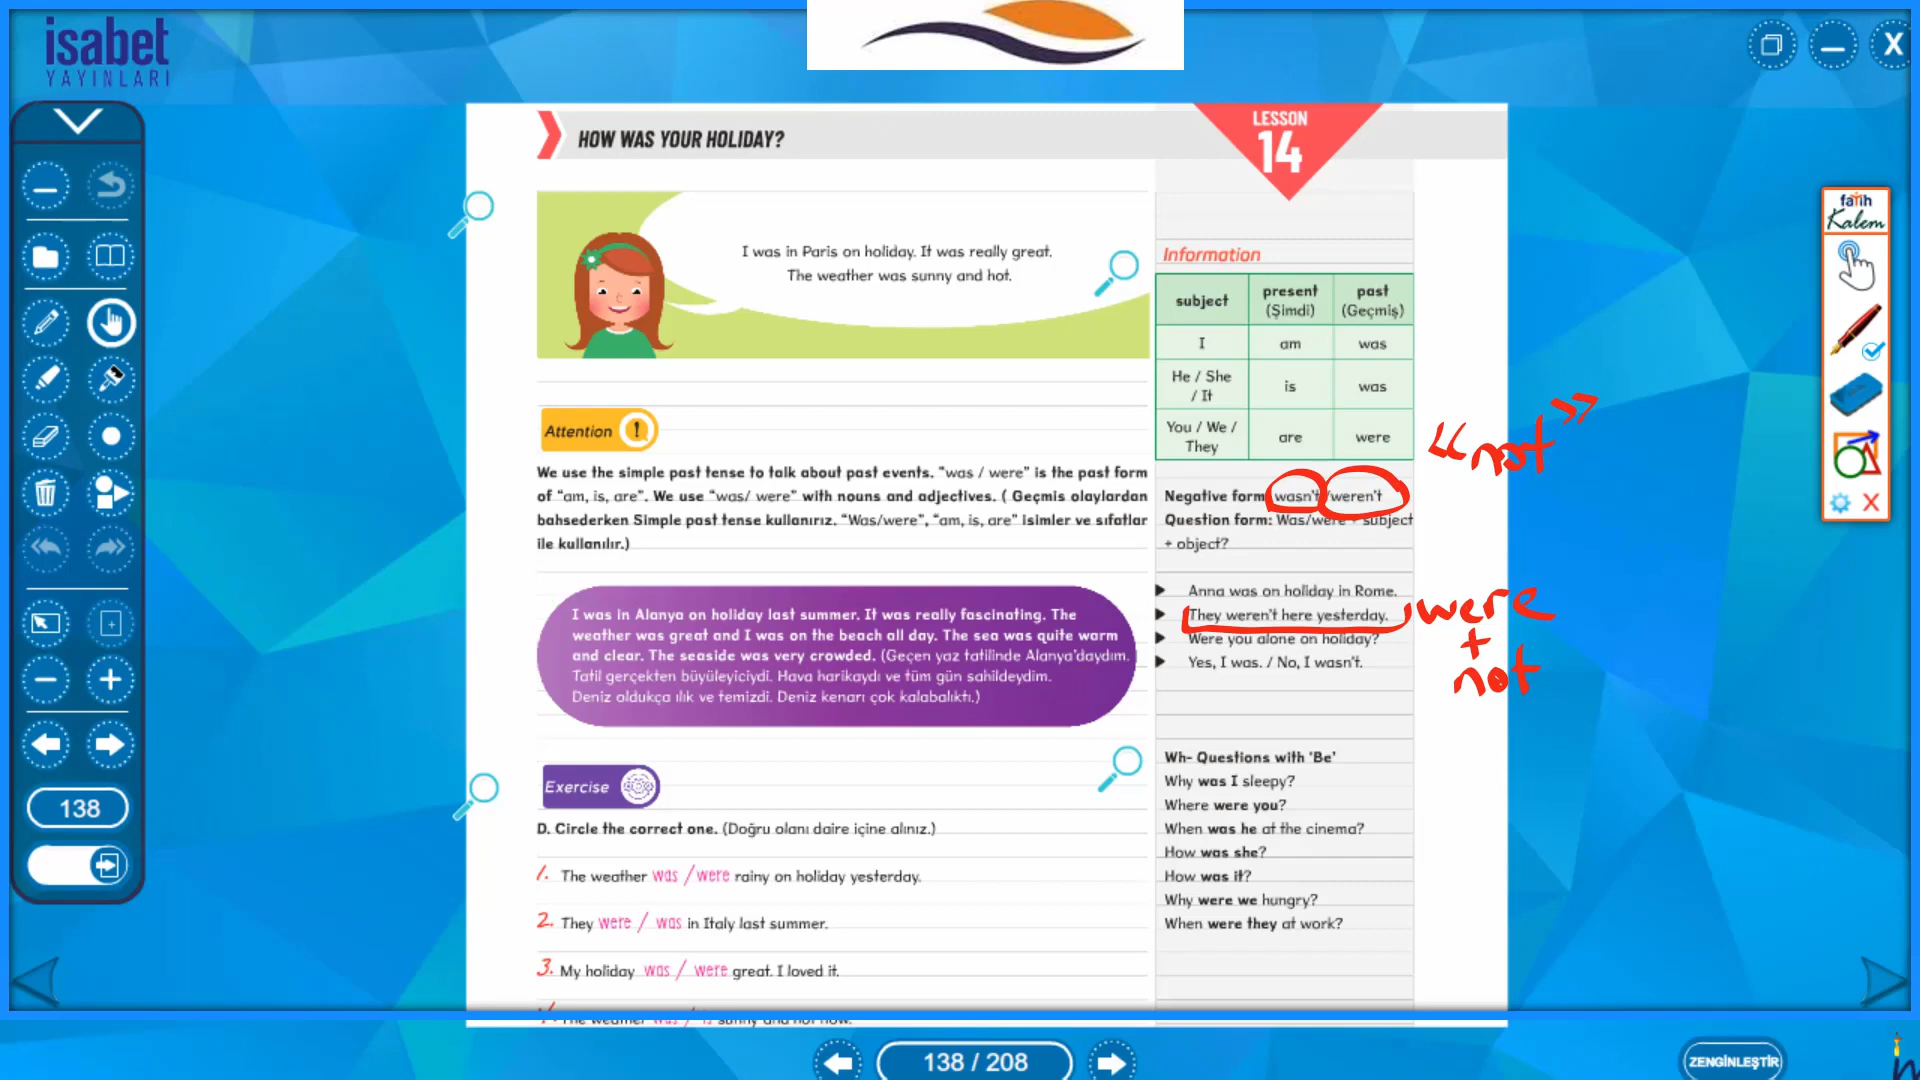 isabet
YAYINLARI
HOW WAS YOUR HOLIDAY?
LESSON
14
I was in Paris on holiday. It was really great.
The weather was sunny and hot.
Attention !
We use the simple past tense to talk about past events. "was / were" is the past form
of "am, is, are". We use "was/ were" with nouns and adjectives. ( Geçmiş olaylardan
bahsederken Simple past tense kullanırız. "Was/were", "am, is, are" isimler ve sıfatlar
ile kullanılır.)
I was in Alanya on holiday last summer. It was really fascinating. The
weather was great and I was on the beach all day. The sea was quite warm
and clear. The seaside was very crowded. (Geçen yaz tatilinde Alanya'daydım.
Tatil gerçekten büyüleyiciydi. Hava harikaydı ve tüm gün sahildeydim.
Deniz oldukça ılık ve temizdi. Deniz kenarı çok kalabalıktı.)
Exercise
D. Circle the correct one. (Doğru olanı daire içine alınız.)
1. The weather was / were rainy on holiday yesterday.
2. They were / was in Italy last summer.
3. My holiday was / were great. I loved it.
4. The weather was / is sunny and hot now.
Information
subject present (Şimdi) past (Geçmiş)
I am was
He / She / It is was
You / We / They are were
"not"
Negative form: wasn't /weren't
Question form: Was/were + subject
+ object?
Anna was on holiday in Rome.
They weren't here yesterday.
Were you alone on holiday?
Yes, I was. / No, I wasn't.
were
+
not
Wh- Questions with 'Be'
Why was I sleepy?
Where were you?
When was he at the cinema?
How was she?
How was it?
Why were we hungry?
When were they at work?
fatih
Kalem
X
138
138 / 208
ZENGİNLEŞTİR